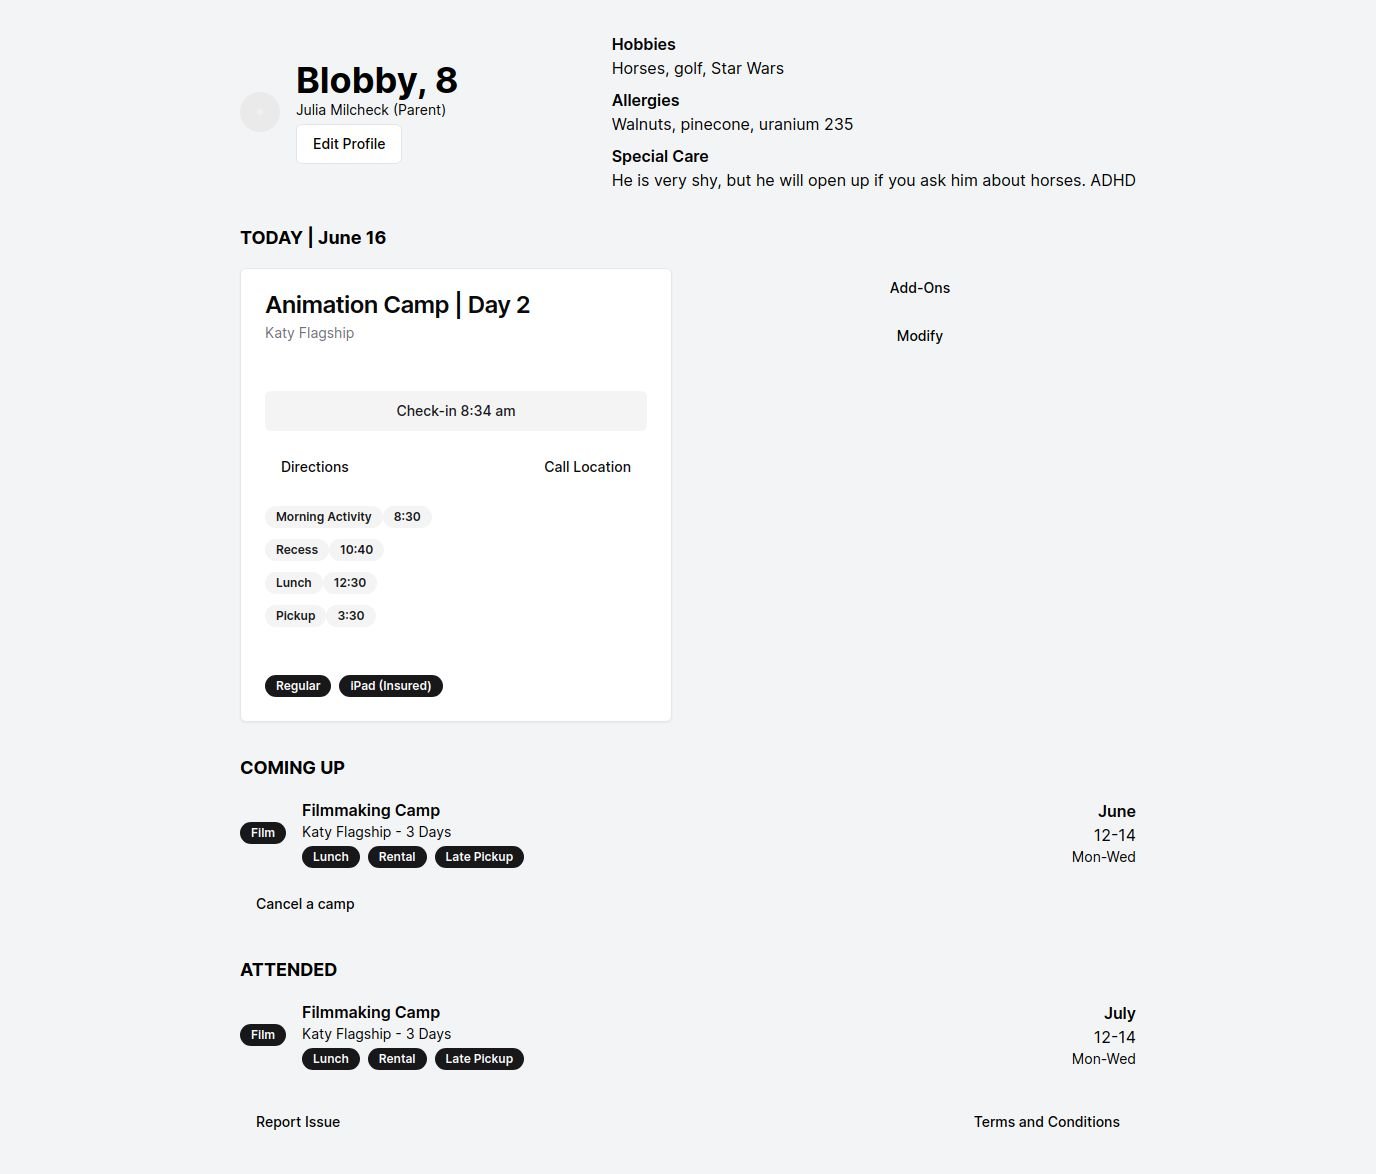 Blobby, 8
Julia Milcheck (Parent)
Edit Profile
Hobbies
Horses, golf, Star Wars
Allergies
Walnuts, pinecone, uranium 235
Special Care
He is very shy, but he will open up if you ask him about horses. ADHD
TODAY | June 16
Animation Camp | Day 2
Katy Flagship
Check-in 8:34 am
Directions
Call Location
Morning Activity 8:30
Recess 10:40
Lunch 12:30
Pickup 3:30
Regular iPad (Insured)
Add-Ons
Modify
COMING UP
Film
Filmmaking Camp
Katy Flagship - 3 Days
Lunch Rental Late Pickup
June
12-14
Mon-Wed
Cancel a camp
ATTENDED
Film
Filmmaking Camp
Katy Flagship - 3 Days
Lunch Rental Late Pickup
July
12-14
Mon-Wed
Report Issue
Terms and Conditions